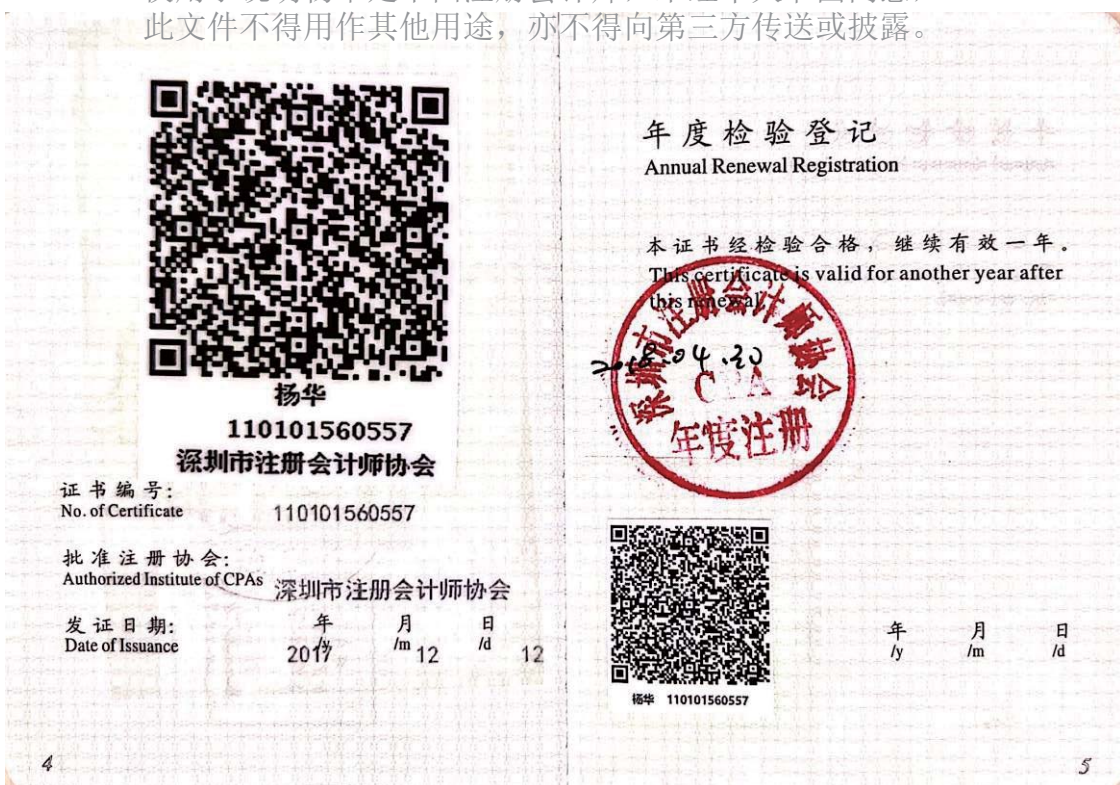 此文件不得用作其他用途，亦不得向第三方传送或披露。
杨华
110101560557
深圳市注册会计师协会
证书编号:
No. of Certificate
110101560557
批准注册协会:
Authorized Institute of CPAs
深圳市注册会计师协会
发证日期:
Date of Issuance
年 月 日
/y /m /d
2017 12 12
4
年度检验登记
Annual Renewal Registration
本证书经检验合格，继续有效一年。
This certificate is valid for another year after
this renewal.
深圳市注册会计师协会
2018.04.20
CPA
年度注册
杨华 110101560557
年 月 日
/y /m /d
5